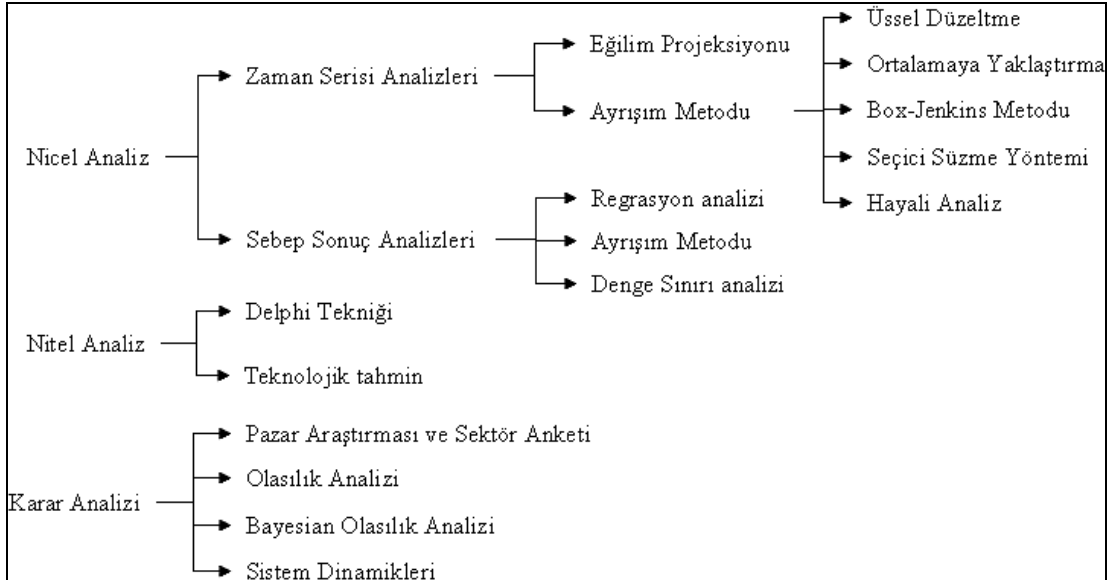 Nicel Analiz
Zaman Serisi Analizleri
Eğilim Projeksiyonu
Ayrışım Metodu
Üssel Düzeltme
Ortalamaya Yaklaştırma
Box-Jenkins Metodu
Seçici Süzme Yöntemi
Hayali Analiz
Sebep Sonuç Analizleri
Regrasyon analizi
Ayrışım Metodu
Denge Sınırı analizi
Nitel Analiz
Delphi Tekniği
Teknolojik tahmin
Karar Analizi
Pazar Araştırması ve Sektör Anketi
Olasılık Analizi
Bayesian Olasılık Analizi
Sistem Dinamikleri